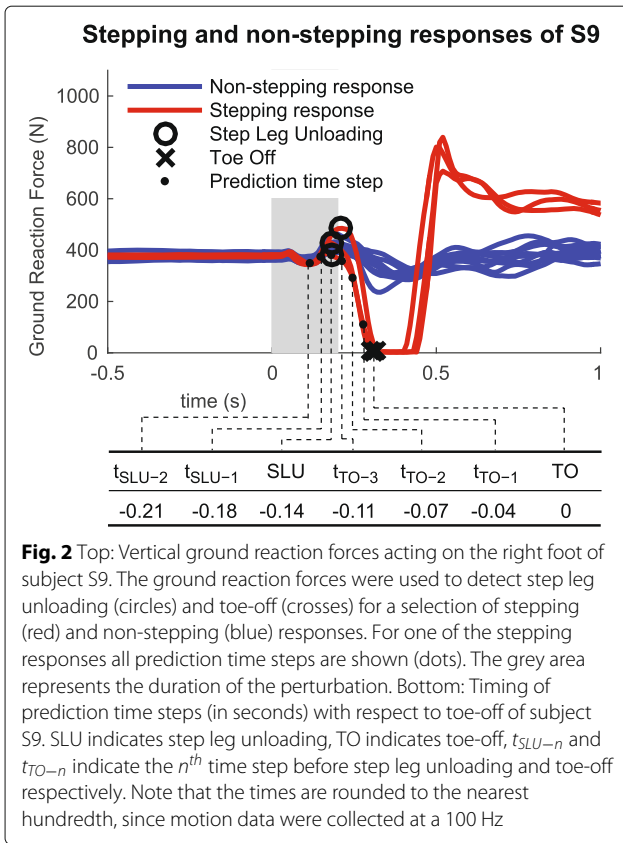 Stepping and non-stepping responses of S9
Non-stepping response
Stepping response
Step Leg Unloading
Toe Off
Prediction time step
Ground Reaction Force (N)
1000
800
600
400
200
0
-0.5 0 0.5 1
time (s)
t_SLU−2 t_SLU−1 SLU t_TO−3 t_TO−2 t_TO−1 TO
-0.21 -0.18 -0.14 -0.11 -0.07 -0.04 0
Fig. 2 Top: Vertical ground reaction forces acting on the right foot of
subject S9. The ground reaction forces were used to detect step leg
unloading (circles) and toe-off (crosses) for a selection of stepping
(red) and non-stepping (blue) responses. For one of the stepping
responses all prediction time steps are shown (dots). The grey area
represents the duration of the perturbation. Bottom: Timing of
prediction time steps (in seconds) with respect to toe-off of subject
S9. SLU indicates step leg unloading, TO indicates toe-off, t_SLU−n and
t_TO−n indicate the n^th time step before step leg unloading and toe-off
respectively. Note that the times are rounded to the nearest
hundredth, since motion data were collected at a 100 Hz